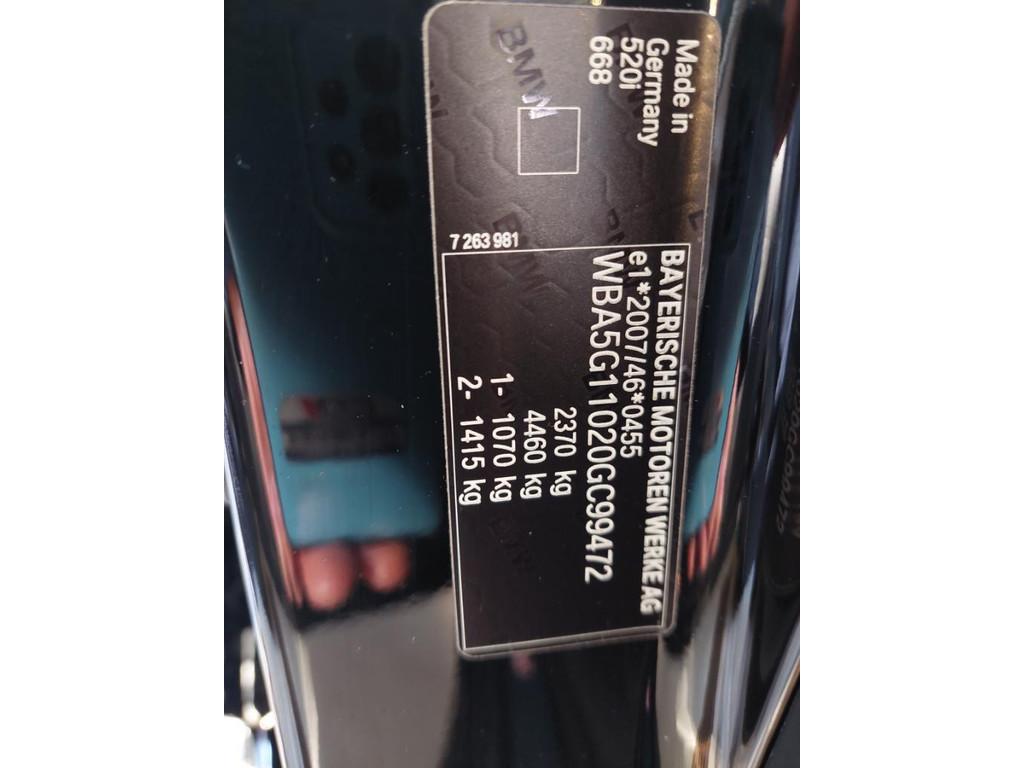 BAYERISCHE MOTOREN WERKE AG
e1*2007/46*0455
WBA5G11020GC99472
2370 kg
4460 kg
1- 1070 kg
2- 1415 kg
Made in
Germany
520i
668
BMW
7 263 981